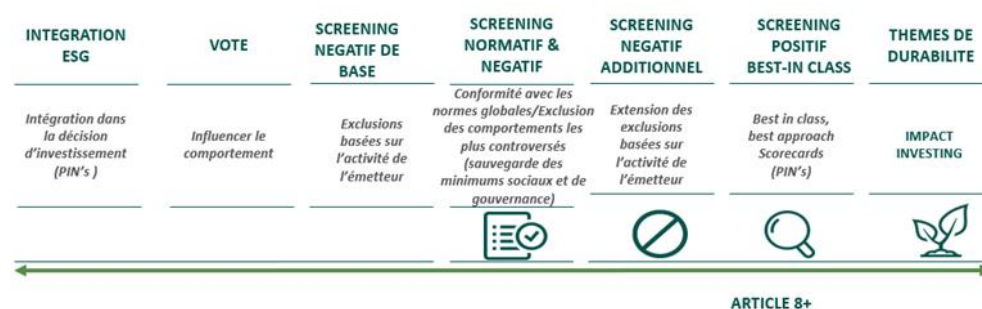 INTEGRATION
ESG
VOTE
SCREENING
NEGATIF DE
BASE
SCREENING
NORMATIF &
NEGATIF
SCREENING
NEGATIF
ADDITIONNEL
SCREENING
POSITIF
BEST-IN CLASS
THEMES DE
DURABILITE
Intégration dans
la décision
d'investissement
(PIN's )
Influencer le
comportement
Exclusions
basées sur
l'activité de
l'émetteur
Conformité avec les
normes globales/Exclusion
des comportements les
plus controversés
(sauvegarde des
minimums sociaux et de
gouvernance)
Extension des
exclusions
basées sur
l'activité de
l'émetteur
Best in class,
best approach
Scorecards
(PIN's)
IMPACT
INVESTING
ARTICLE 8+